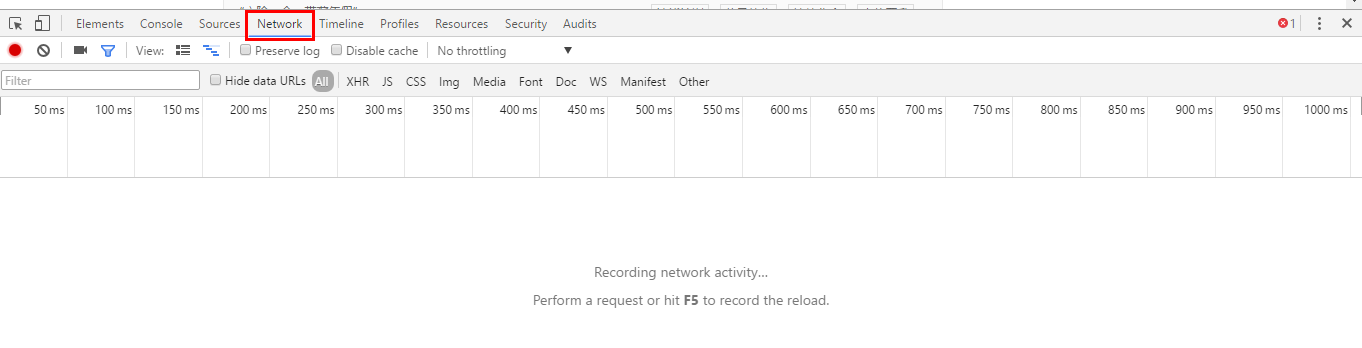 Elements Console Sources Network Timeline Profiles Resources Security Audits 1
View: Preserve log Disable cache No throttling
Filter Hide data URLs All XHR JS CSS Img Media Font Doc WS Manifest Other
50 ms 100 ms 150 ms 200 ms 250 ms 300 ms 350 ms 400 ms 450 ms 500 ms 550 ms 600 ms 650 ms 700 ms 750 ms 800 ms 850 ms 900 ms 950 ms 1000 ms
Recording network activity...
Perform a request or hit F5 to record the reload.